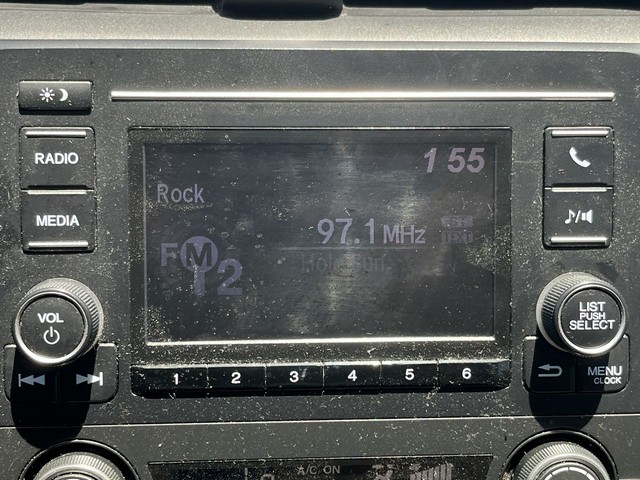 RADIO
MEDIA
VOL
1 55
Rock
97.1 MHz
FM
2
LIST
PUSH
SELECT
MENU
CLOCK
1 2 3 4 5 6
A/C ON